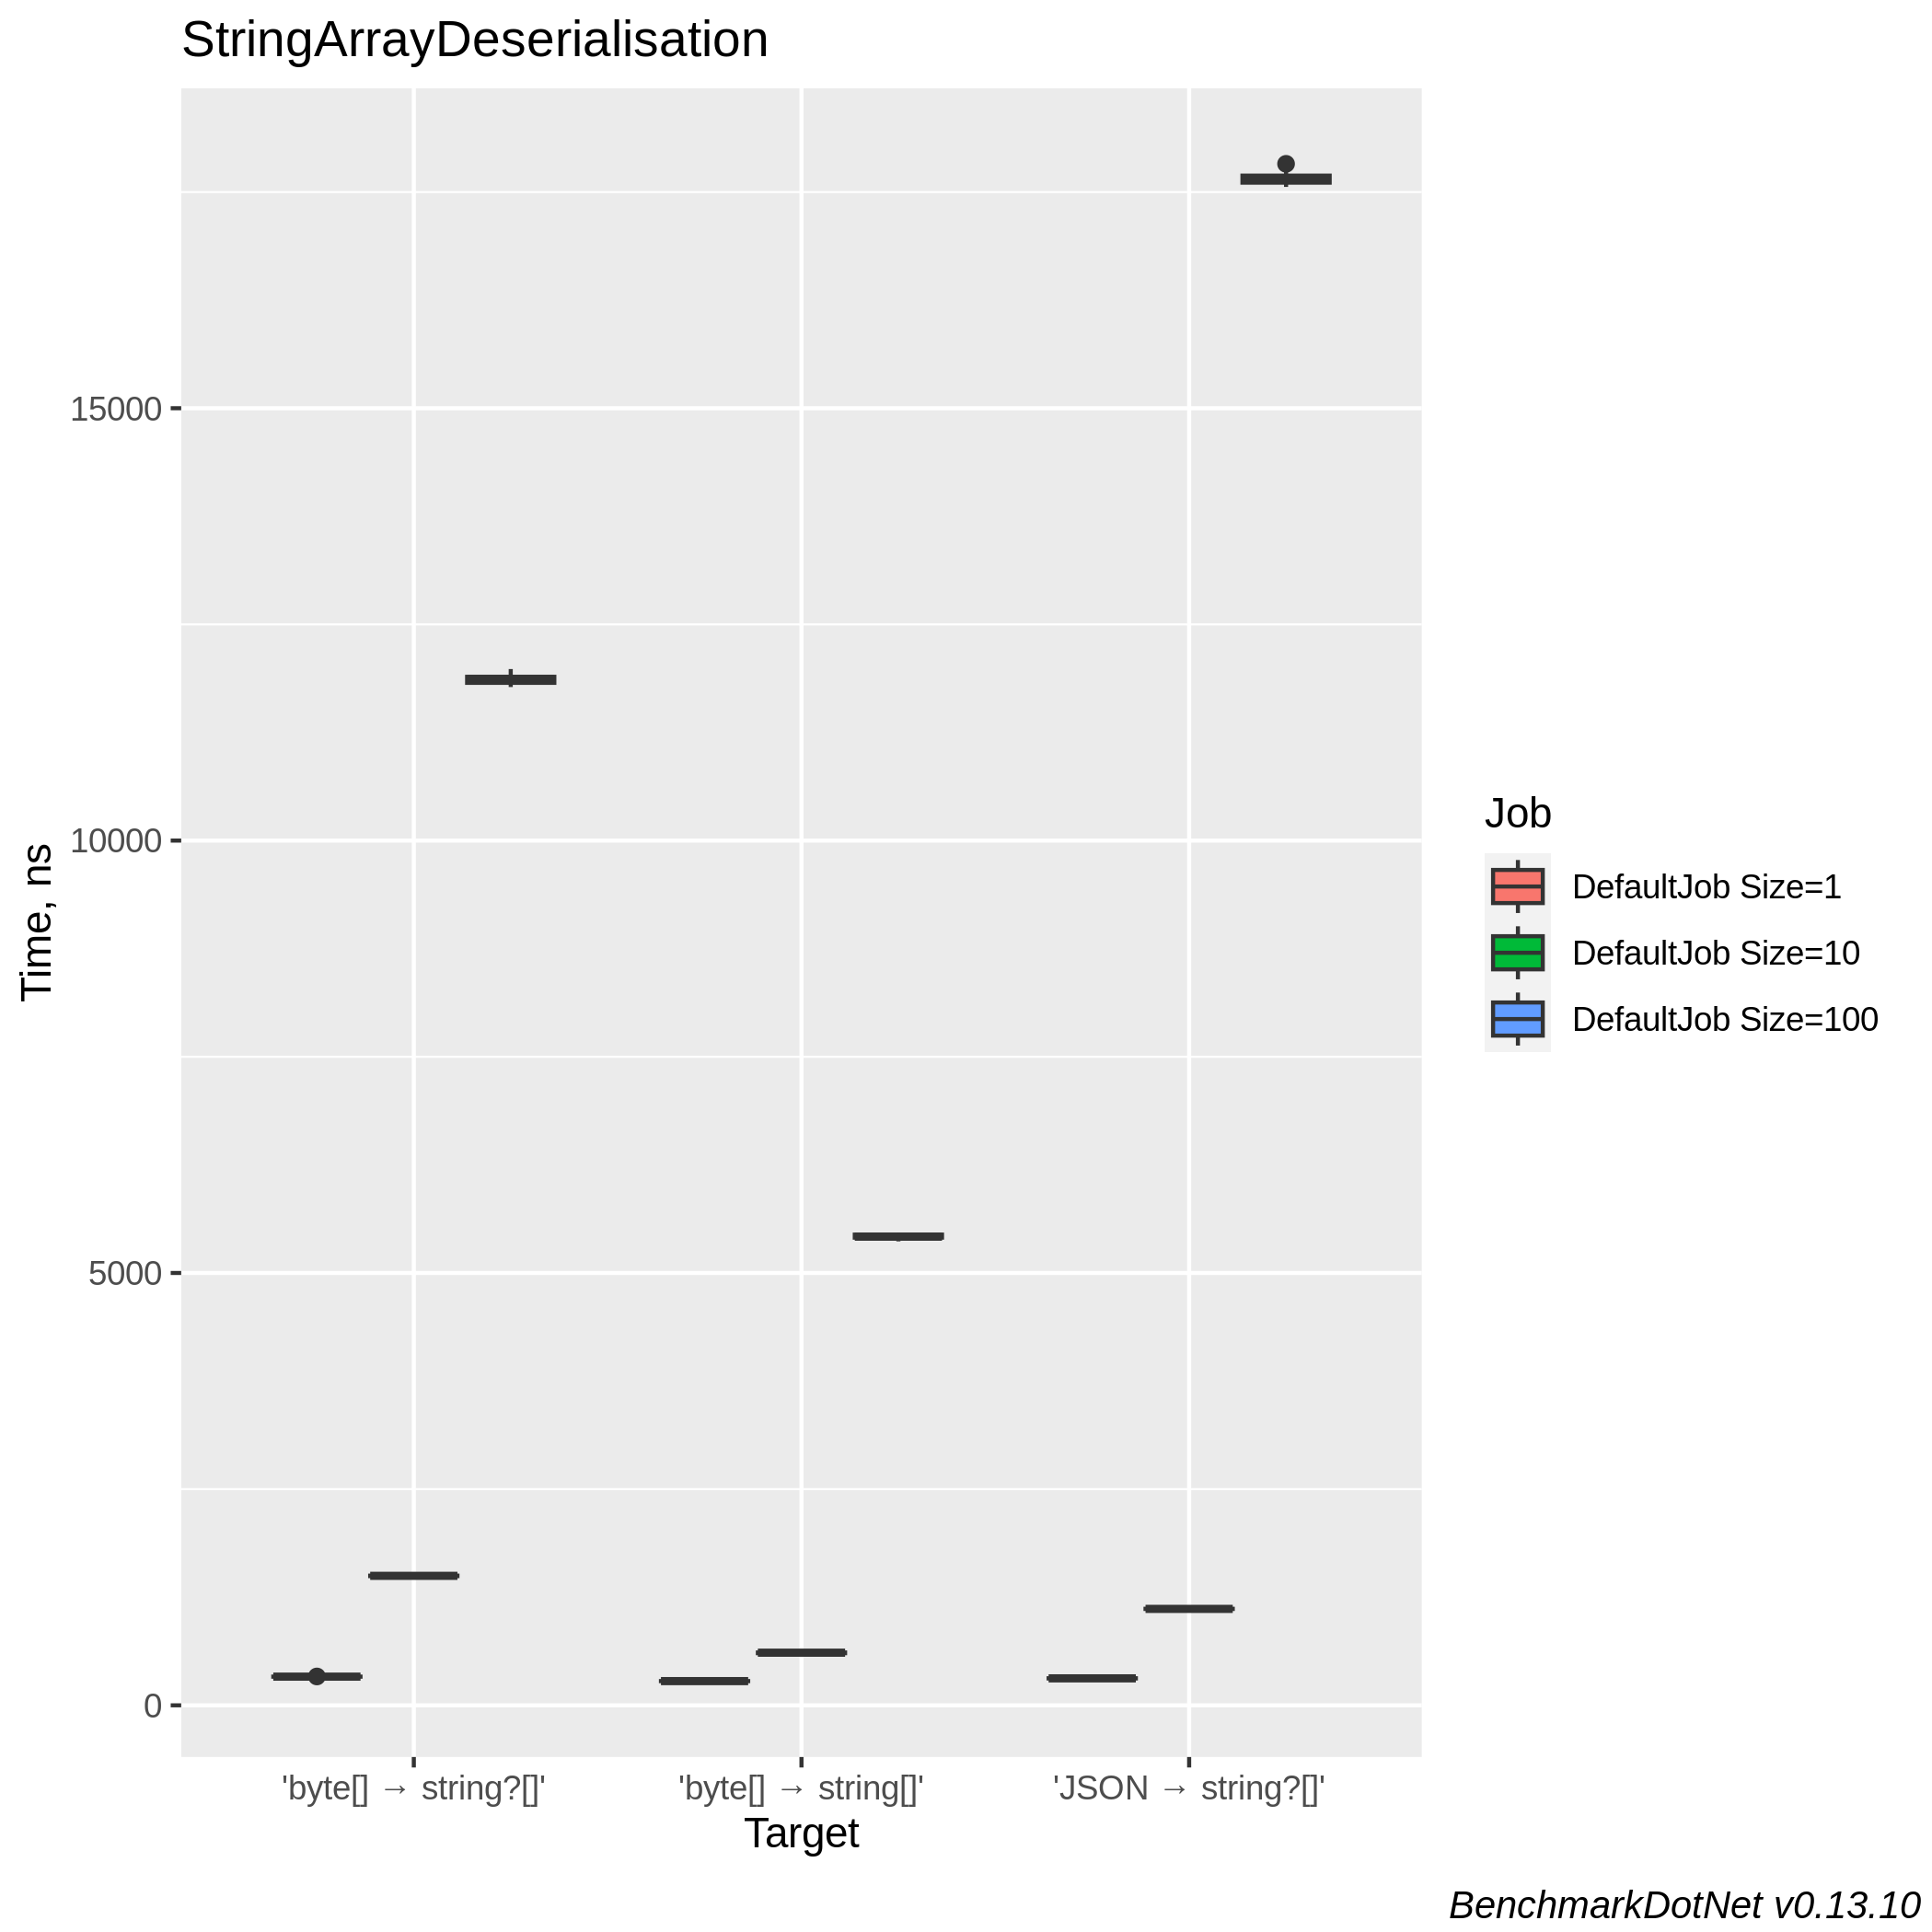 StringArrayDeserialisation
Time, ns
15000
10000
5000
0
'byte[] → string?[]'
'byte[] → string[]'
'JSON → string?[]'
Target
Job
DefaultJob Size=1
DefaultJob Size=10
DefaultJob Size=100
BenchmarkDotNet v0.13.10